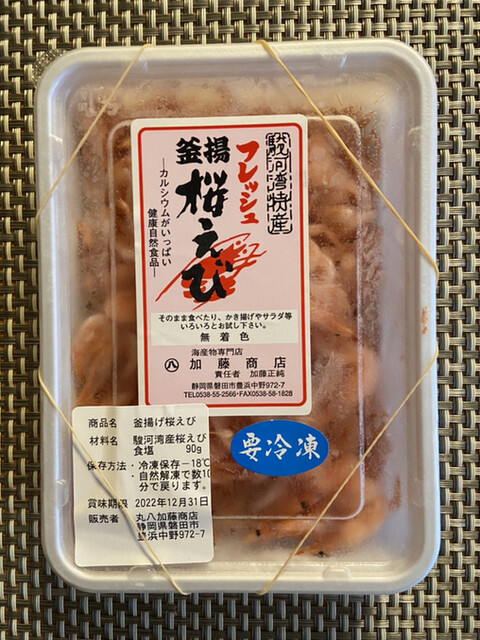 駿河湾特産
フレッシュ
釜揚
桜えび
―カルシウムがいっぱい
健康自然食品―
そのまま食べたり、かき揚げやサラダ等
いろいろとお試し下さい。
無着色
海産物専門店
八 加藤商店
責任者 加藤正純
静岡県磐田市豊浜中野972-7
TEL0538-55-2566・FAX0538-58-1828
要冷凍
商品名 釜揚げ桜えび
材料名 駿河湾産桜えび
食塩 90g
保存方法・冷凍保存－18℃
・自然解凍で数10
分で戻ります。
賞味期限 2022年12月31日
販売者 丸八加藤商店
静岡県磐田市
豊浜中野972-7